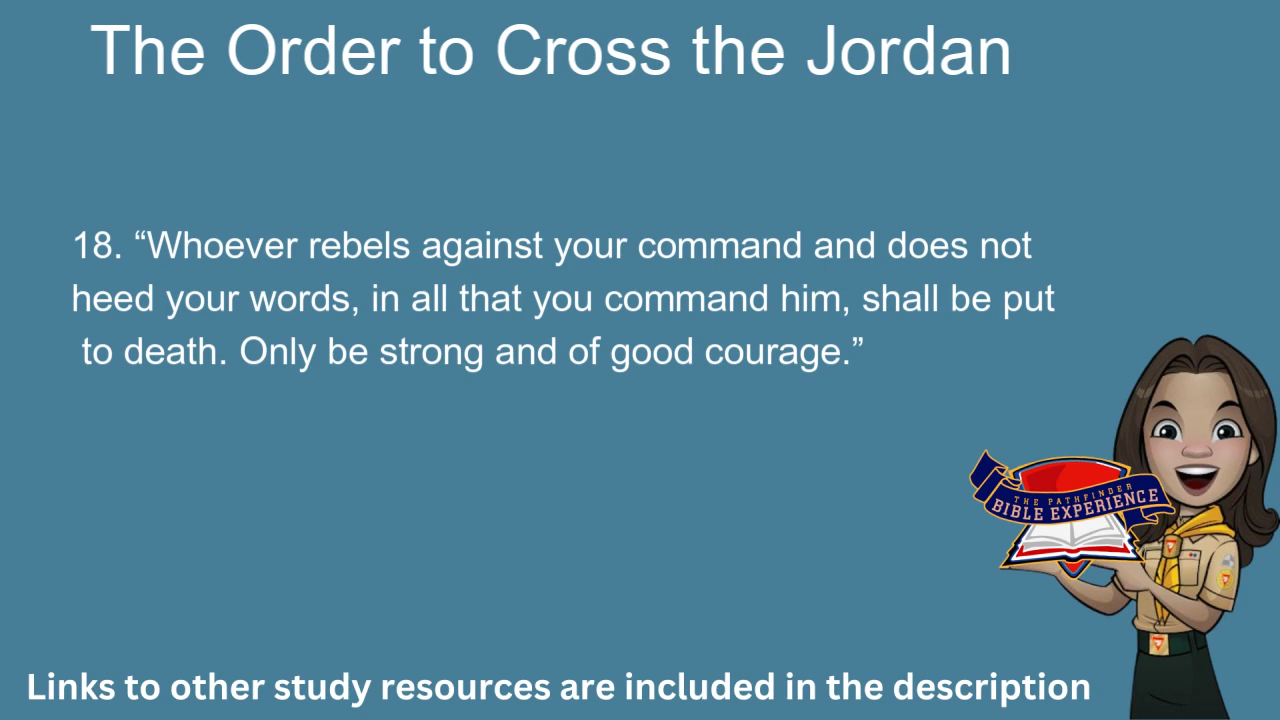 The Order to Cross the Jordan
18. “Whoever rebels against your command and does not
heed your words, in all that you command him, shall be put
to death. Only be strong and of good courage.”
THE PATHFINDER
BIBLE EXPERIENCE
Links to other study resources are included in the description